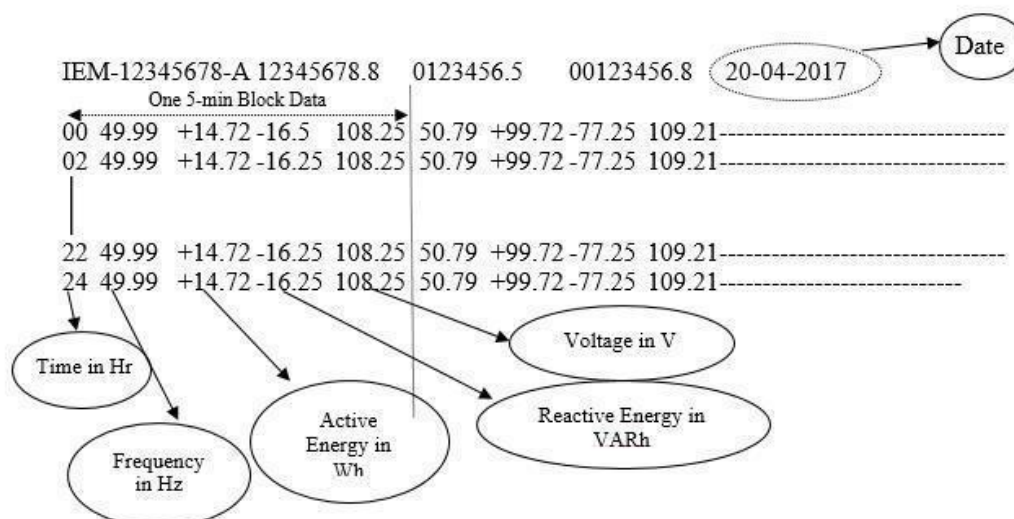 Date
IEM-12345678-A 12345678.8 0123456.5 00123456.8 20-04-2017
One 5-min Block Data
00 49.99 +14.72 -16.5 108.25 50.79 +99.72 -77.25 109.21--------------------------------
02 49.99 +14.72 -16.25 108.25 50.79 +99.72 -77.25 109.21--------------------------------
22 49.99 +14.72 -16.25 108.25 50.79 +99.72 -77.25 109.21--------------------------------
24 49.99 +14.72 -16.25 108.25 50.79 +99.72 -77.25 109.21---------------------------
Time in Hr
Frequency
in Hz
Active
Energy in
Wh
Voltage in V
Reactive Energy in
VARh